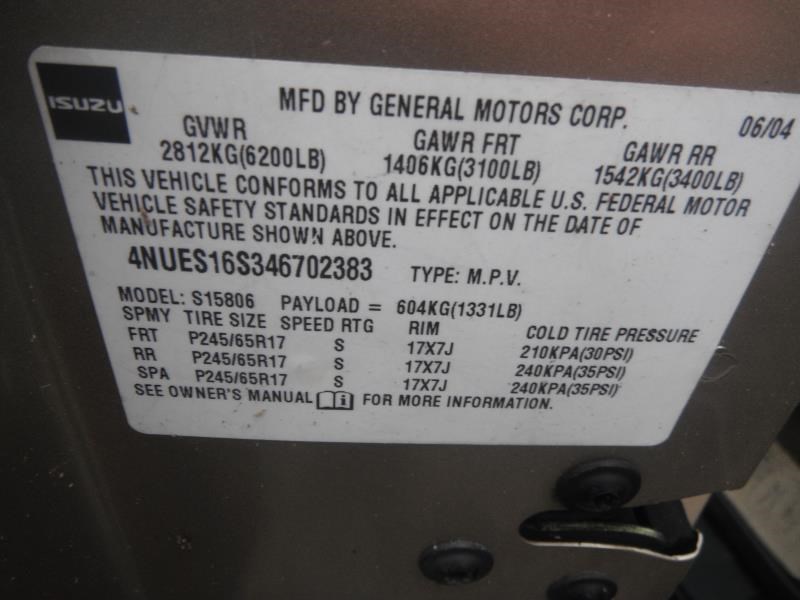 ISUZU
MFD BY GENERAL MOTORS CORP. 06/04
GVWR GAWR FRT GAWR RR
2812KG(6200LB) 1406KG(3100LB) 1542KG(3400LB)
THIS VEHICLE CONFORMS TO ALL APPLICABLE U.S. FEDERAL MOTOR
VEHICLE SAFETY STANDARDS IN EFFECT ON THE DATE OF
MANUFACTURE SHOWN ABOVE.
4NUES16S346702383 TYPE: M.P.V.
MODEL: S15806 PAYLOAD = 604KG(1331LB)
SPMY TIRE SIZE SPEED RTG RIM COLD TIRE PRESSURE
FRT P245/65R17 S 17X7J 210KPA(30PSI)
RR P245/65R17 S 17X7J 240KPA(35PSI)
SPA P245/65R17 S 17X7J 240KPA(35PSI)
SEE OWNER'S MANUAL i FOR MORE INFORMATION.